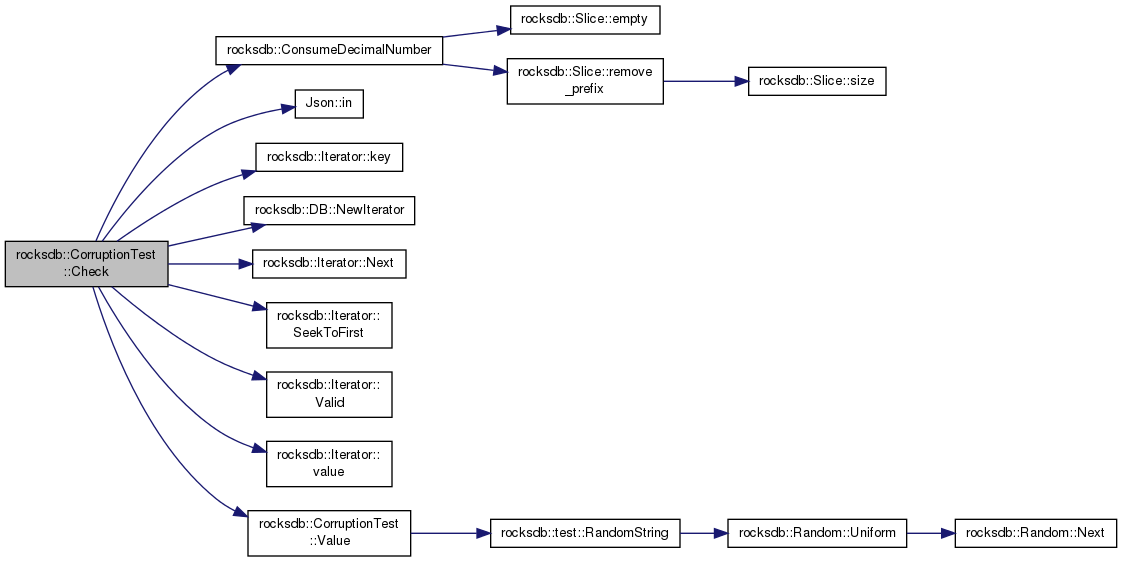 rocksdb::CorruptionTest
::Check
rocksdb::ConsumeDecimalNumber
rocksdb::Slice::empty
rocksdb::Slice::remove
_prefix
rocksdb::Slice::size
Json::in
rocksdb::Iterator::key
rocksdb::DB::NewIterator
rocksdb::Iterator::Next
rocksdb::Iterator::
SeekToFirst
rocksdb::Iterator::
Valid
rocksdb::Iterator::
value
rocksdb::CorruptionTest
::Value
rocksdb::test::RandomString
rocksdb::Random::Uniform
rocksdb::Random::Next